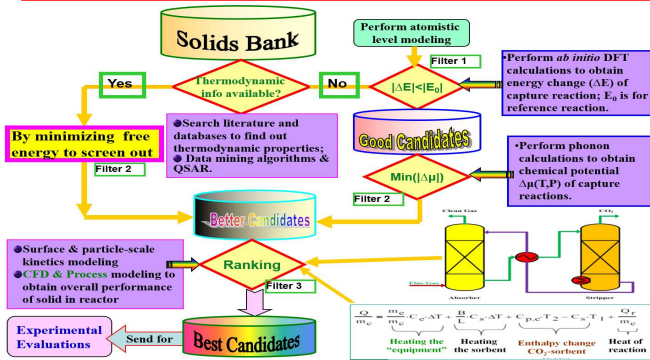 Solids Bank
Perform atomistic
level modeling
Filter 1
Yes
Thermodynamic
info available?
No
|ΔE|<|E₀|
•Perform ab initio DFT
calculations to obtain
energy change (ΔE) of
capture reaction; E₀ is for
reference reaction.
By minimizing free
energy to screen out
Filter 2
Search literature and
databases to find out
thermodynamic properties;
Data mining algorithms &
QSAR.
Good Candidates
Min(|Δμ|)
Filter 2
•Perform phonon
calculations to obtain
chemical potential
Δμ(T,P) of capture
reactions.
Better Candidates
Clean Gas
CO₂
Flue Gas
Absorber
Stripper
Surface & particle-scale
kinetics modeling
CFD & Process modeling to
obtain overall performance
of solid in reactor
Ranking
Filter 3
Experimental
Evaluations
Send for
Best Candidates
Heating the
"equipment"
Heating
the sorbent
Enthalpy change
CO₂-sorbent
Heat of
reaction